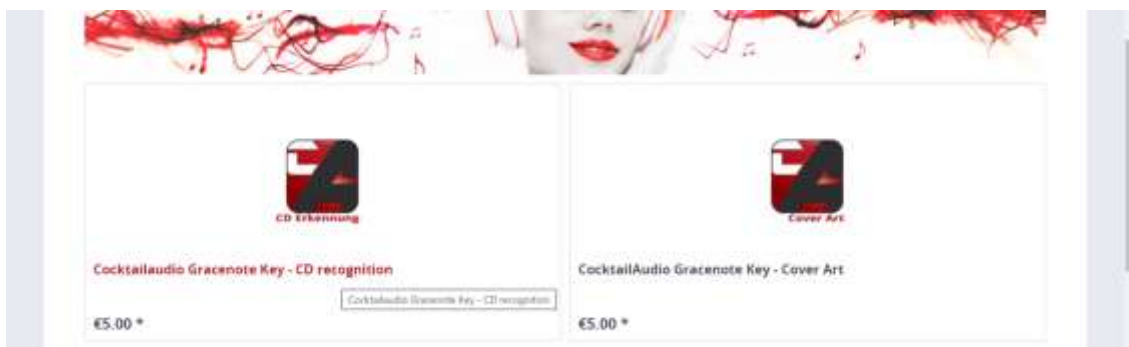 CD Erkennung
Cover Art
Cocktailaudio Gracenote Key - CD recognition
CocktailAudio Gracenote Key - Cover Art
Cocktailaudio Gracenote Key - CD recognition
€5.00 *
€5.00 *